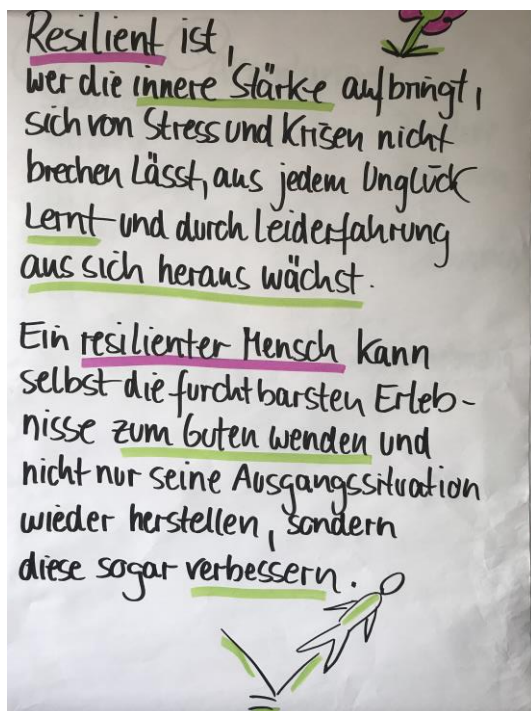 Resilient ist,
wer die innere Stärke aufbringt,
sich von Stress und Krisen nicht
brechen lässt, aus jedem Unglück
lernt und durch Leiderfahrung
aus sich heraus wächst.
Ein resilienter Mensch kann
selbst die furchtbarsten Erleb-
nisse zum Guten wenden und
nicht nur seine Ausgangssituation
wieder herstellen, sondern
diese sogar verbessern.